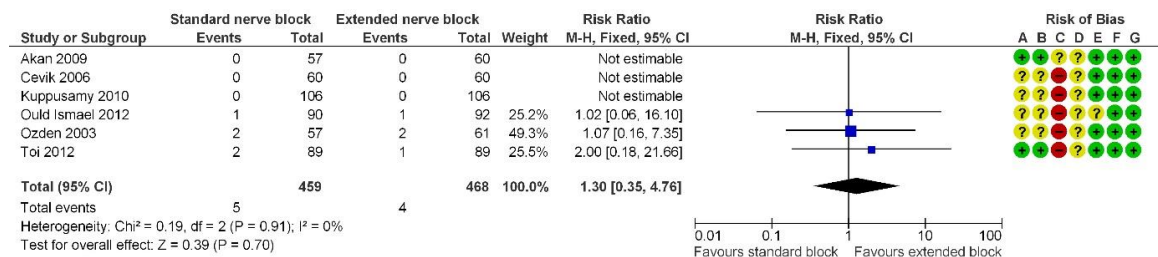 Standard nerve block Extended nerve block Risk Ratio Risk Ratio Risk of Bias
Study or Subgroup Events Total Events Total Weight M-H, Fixed, 95% CI M-H, Fixed, 95% CI A B C D E F G
Akan 2009 0 57 0 60 Not estimable + + ? ? + + +
Cevik 2006 0 60 0 60 Not estimable ? ? − ? + + +
Kuppusamy 2010 0 106 0 106 Not estimable ? ? − ? + + +
Ould Ismael 2012 1 90 1 92 25.2% 1.02 [0.06, 16.10] ? ? − ? ? + +
Ozden 2003 2 57 2 61 49.3% 1.07 [0.16, 7.35] ? ? − ? + + +
Toi 2012 2 89 1 89 25.5% 2.00 [0.18, 21.66] + + − ? + + +
Total (95% CI) 459 468 100.0% 1.30 [0.35, 4.76]
Total events 5 4
Heterogeneity: Chi² = 0.19, df = 2 (P = 0.91); I² = 0%
Test for overall effect: Z = 0.39 (P = 0.70)
0.01 0.1 1 10 100
Favours standard block Favours extended block